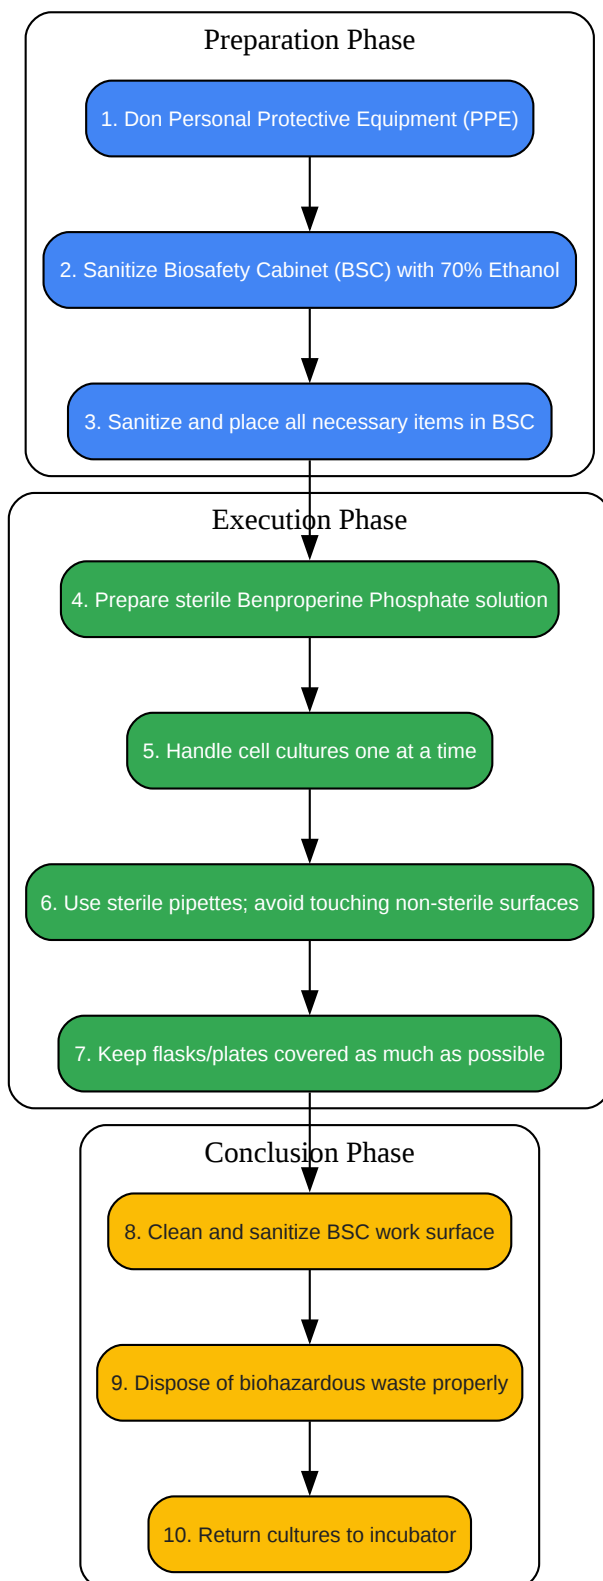 Preparation Phase
1. Don Personal Protective Equipment (PPE)
2. Sanitize Biosafety Cabinet (BSC) with 70% Ethanol
3. Sanitize and place all necessary items in BSC
Execution Phase
4. Prepare sterile Benproperine Phosphate solution
5. Handle cell cultures one at a time
6. Use sterile pipettes; avoid touching non-sterile surfaces
7. Keep flasks/plates covered as much as possible
Conclusion Phase
8. Clean and sanitize BSC work surface
9. Dispose of biohazardous waste properly
10. Return cultures to incubator